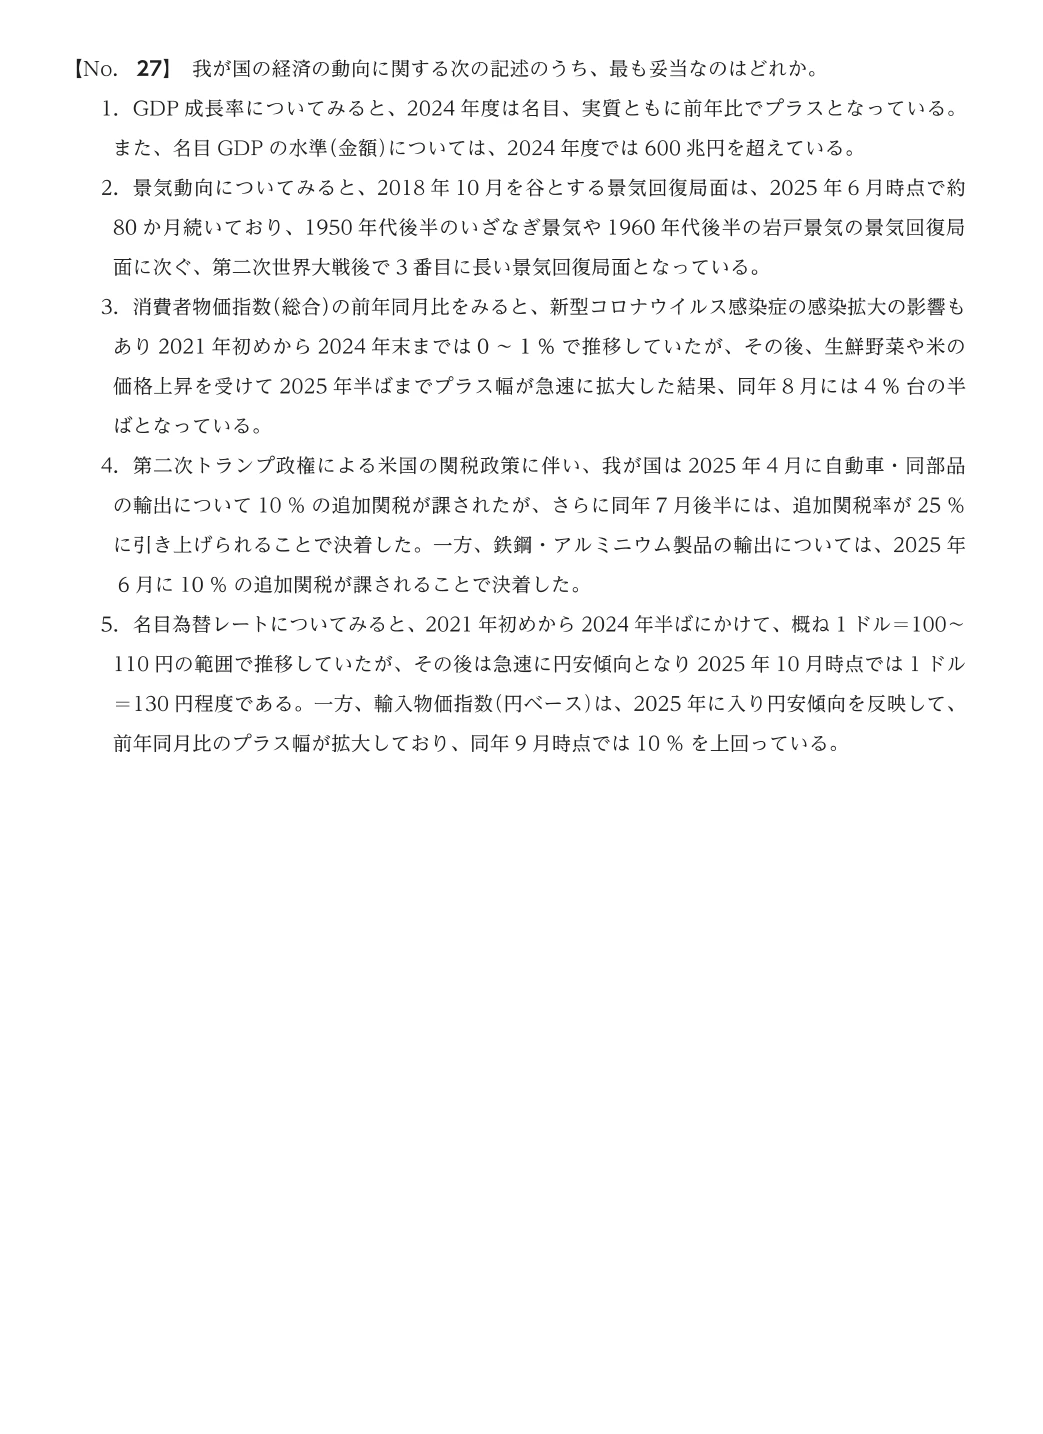 【No. 27】 我が国の経済の動向に関する次の記述のうち、最も妥当なのはどれか。
1. GDP 成長率についてみると、2024 年度は名目、実質ともに前年比でプラスとなっている。
また、名目 GDP の水準(金額)については、2024 年度では 600 兆円を超えている。
2. 景気動向についてみると、2018 年 10 月を谷とする景気回復局面は、2025 年 6 月時点で約
80 か月続いており、1950 年代後半のいざなぎ景気や 1960 年代後半の岩戸景気の景気回復局
面に次ぐ、第二次世界大戦後で 3 番目に長い景気回復局面となっている。
3. 消費者物価指数(総合)の前年同月比をみると、新型コロナウイルス感染症の感染拡大の影響も
あり 2021 年初めから 2024 年末までは 0 ~ 1 % で推移していたが、その後、生鮮野菜や米の
価格上昇を受けて 2025 年半ばまでプラス幅が急速に拡大した結果、同年 8 月には 4 % 台の半
ばとなっている。
4. 第二次トランプ政権による米国の関税政策に伴い、我が国は 2025 年 4 月に自動車・同部品
の輸出について 10 % の追加関税が課されたが、さらに同年 7 月後半には、追加関税率が 25 %
に引き上げられることで決着した。一方、鉄鋼・アルミニウム製品の輸出については、2025 年
6 月に 10 % の追加関税が課されることで決着した。
5. 名目為替レートについてみると、2021 年初めから 2024 年半ばにかけて、概ね 1 ドル=100~
110 円の範囲で推移していたが、その後は急速に円安傾向となり 2025 年 10 月時点では 1 ドル
=130 円程度である。一方、輸入物価指数(円ベース)は、2025 年に入り円安傾向を反映して、
前年同月比のプラス幅が拡大しており、同年 9 月時点では 10 % を上回っている。